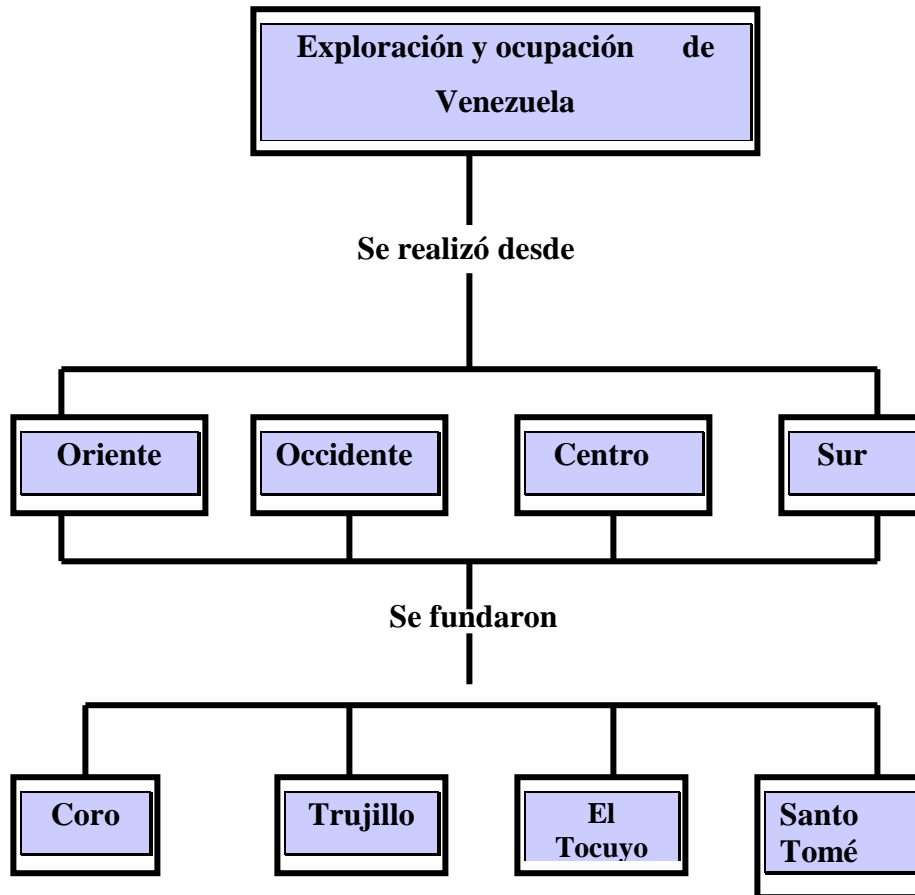 Exploración y ocupación de
Venezuela
Se realizó desde
Oriente
Occidente
Centro
Sur
Se fundaron
Coro
Trujillo
El
Tocuyo
Santo
Tomé